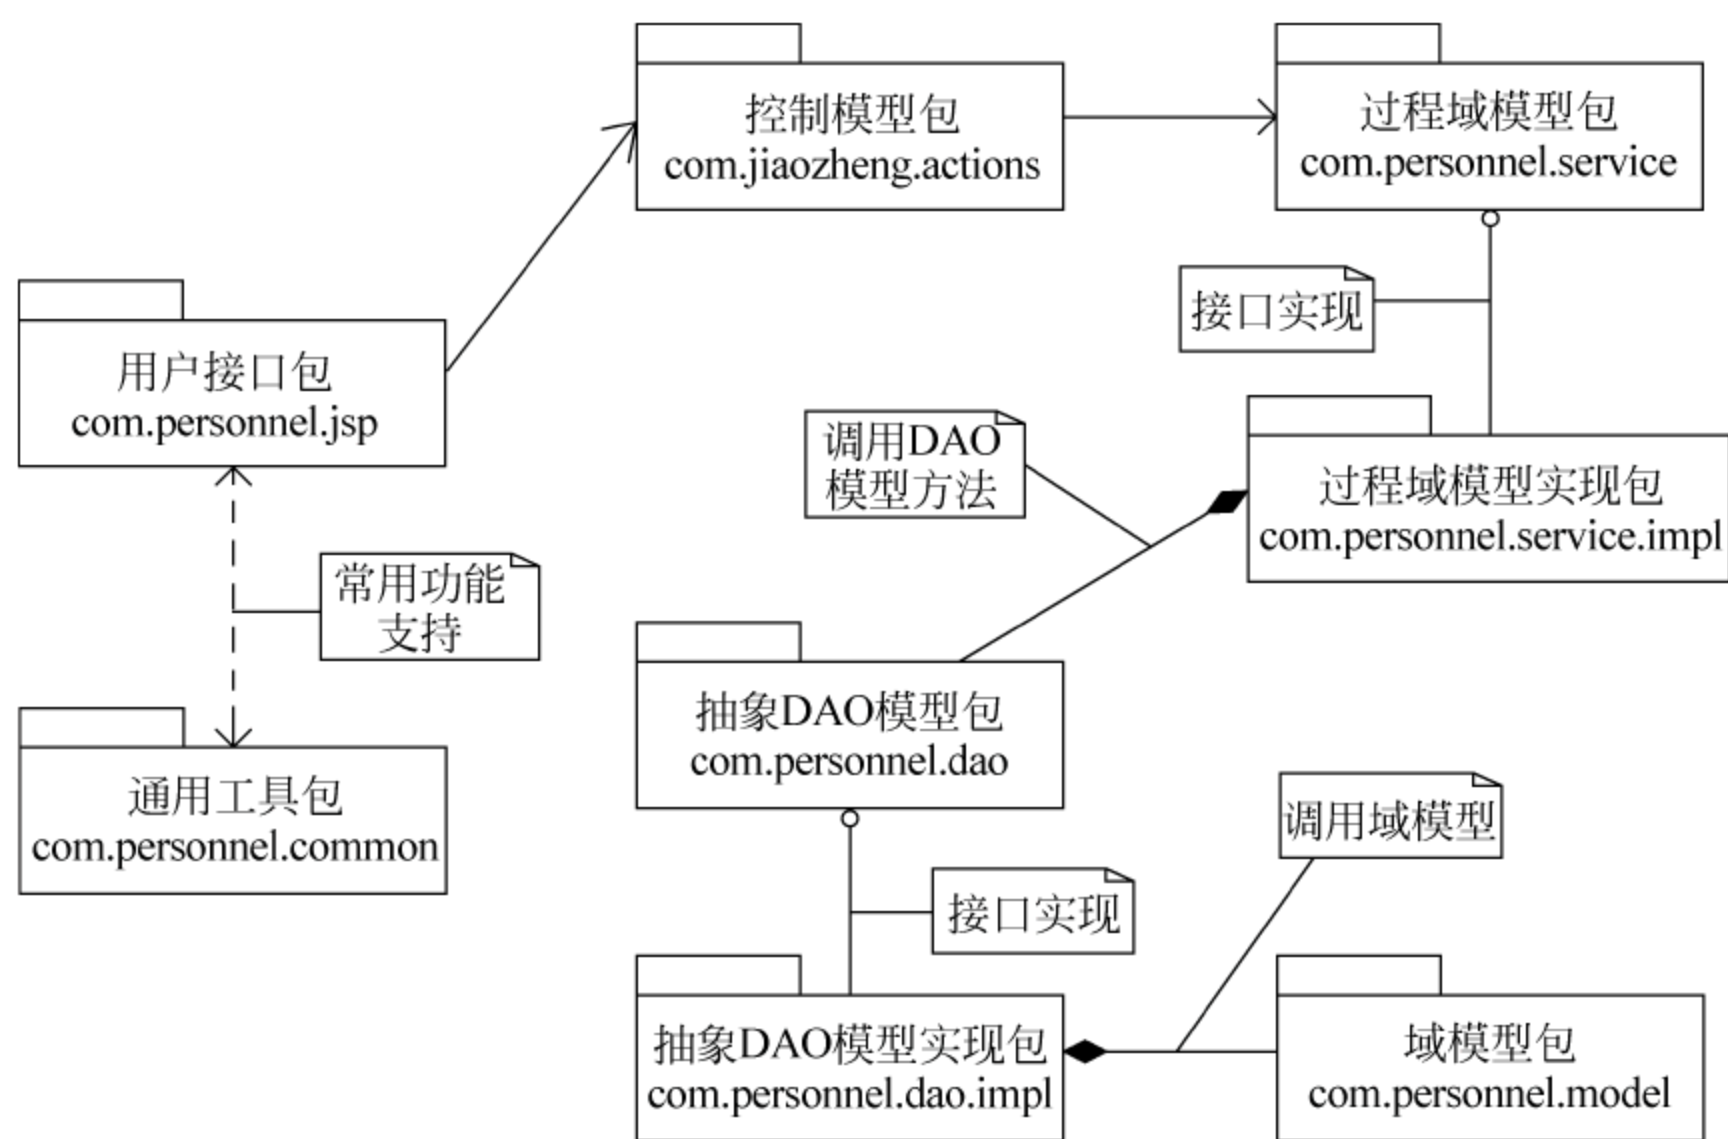 控制模型包
com.jiaozheng.actions
过程域模型包
com.personnel.service
接口实现
用户接口包
com.personnel.jsp
调用DAO
模型方法
过程域模型实现包
com.personnel.service.impl
常用功能
支持
抽象DAO模型包
com.personnel.dao
通用工具包
com.personnel.common
调用域模型
接口实现
抽象DAO模型实现包
com.personnel.dao.impl
域模型包
com.personnel.model